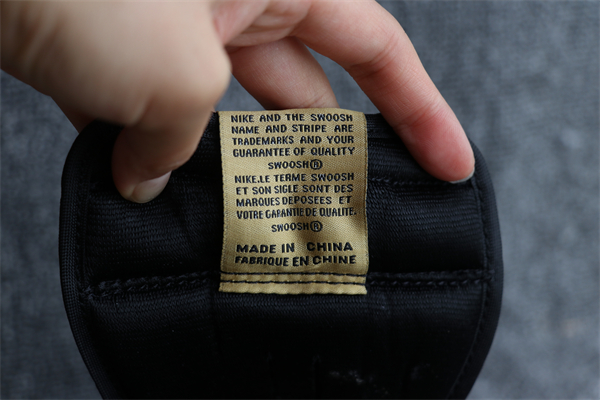 NIKE AND THE SWOOSH
NAME AND STRIPE ARE
TRADEMARKS AND YOUR
GUARANTEE OF QUALITY
SWOOSH®
NIKE.LE TERME SWOOSH
ET SON SIGLE SONT DES
MARQUES DEPOSEES ET
VOTRE GARANTIE DE QUALITE.
SWOOSH®
MADE IN CHINA
FABRIQUE EN CHINE